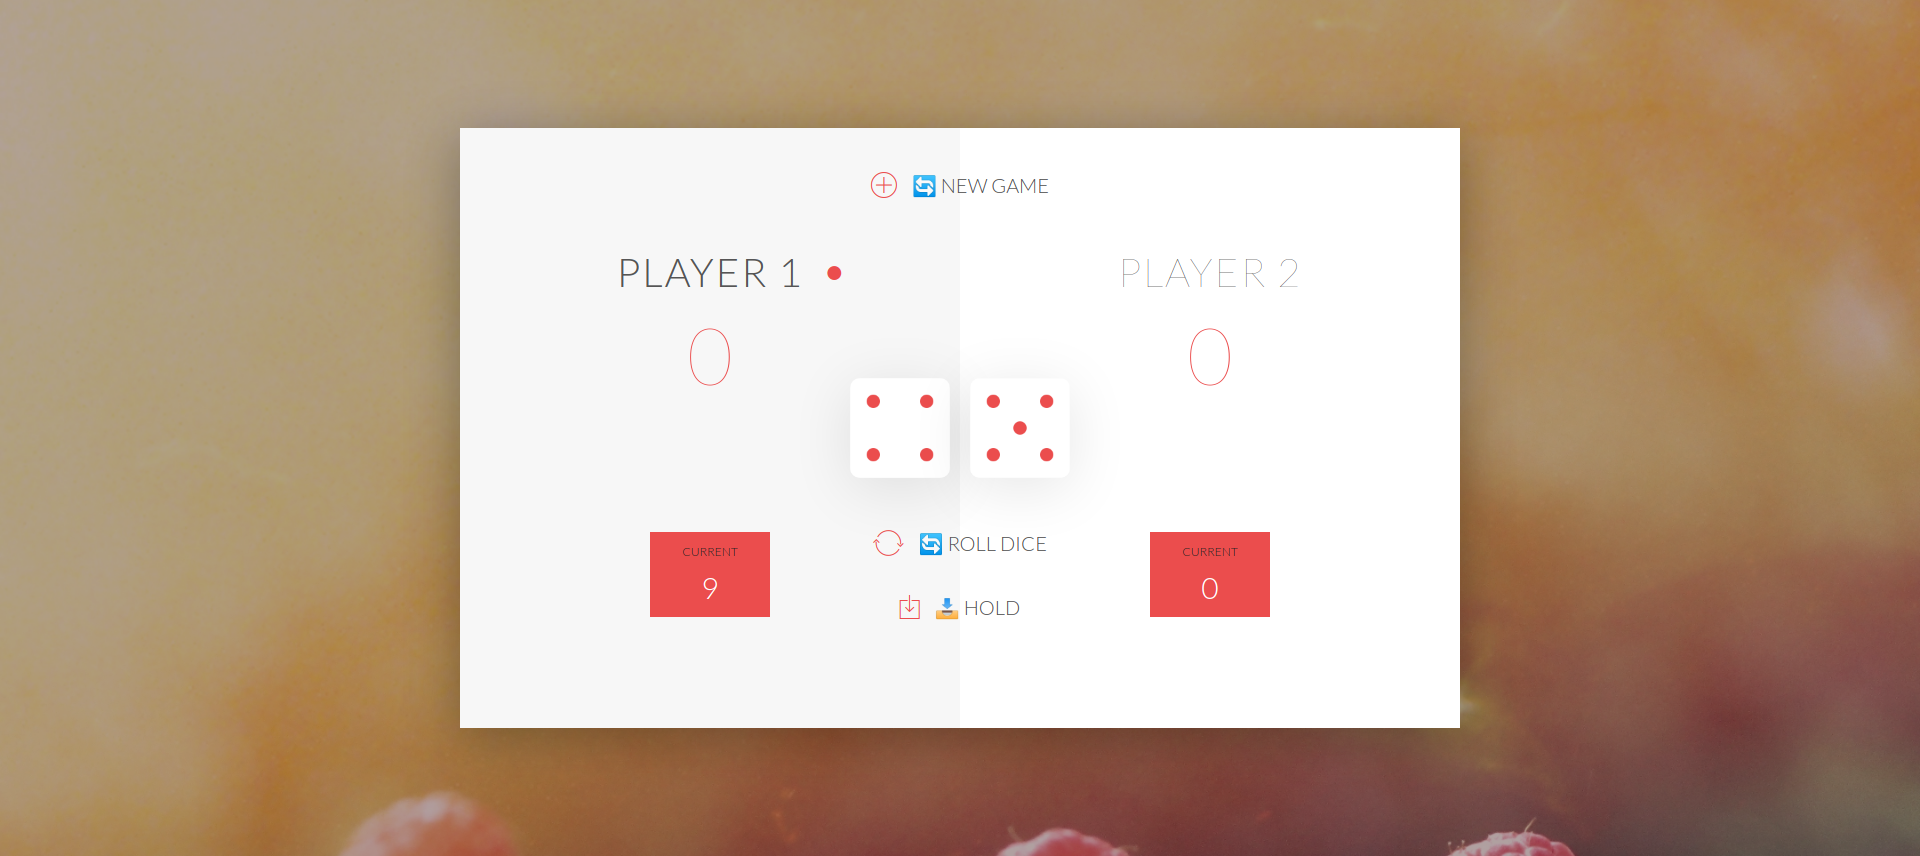 🔄 NEW GAME
PLAYER 1
0
PLAYER 2
0
🔄 ROLL DICE
📥 HOLD
CURRENT
9
CURRENT
0